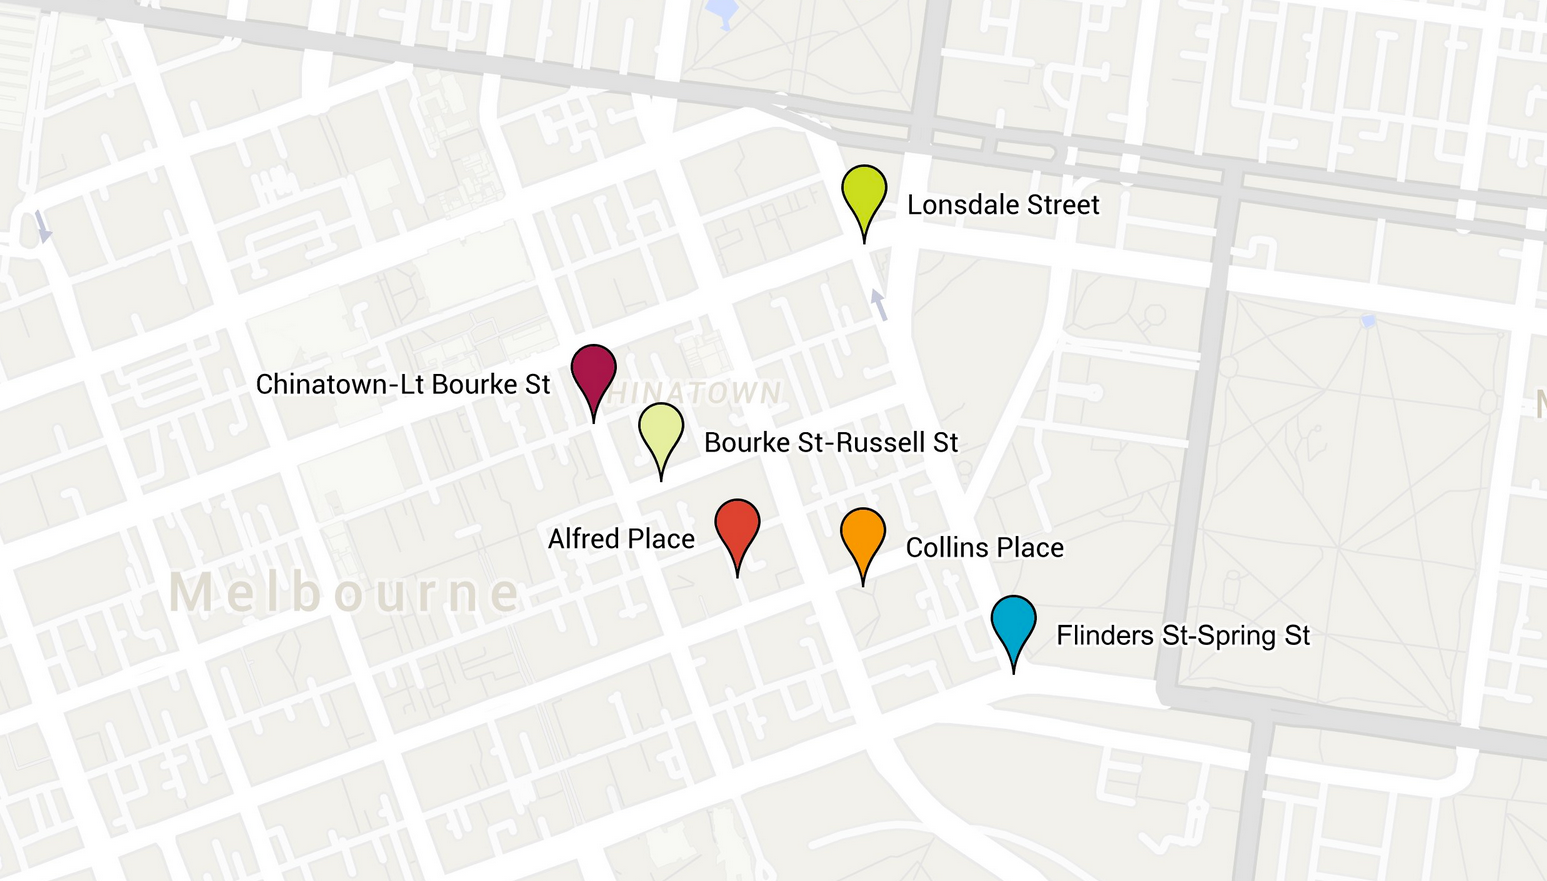 Lonsdale Street
Chinatown-Lt Bourke St
HINATOWN
Bourke St-Russell St
Alfred Place
Collins Place
Melbourne
Flinders St-Spring St